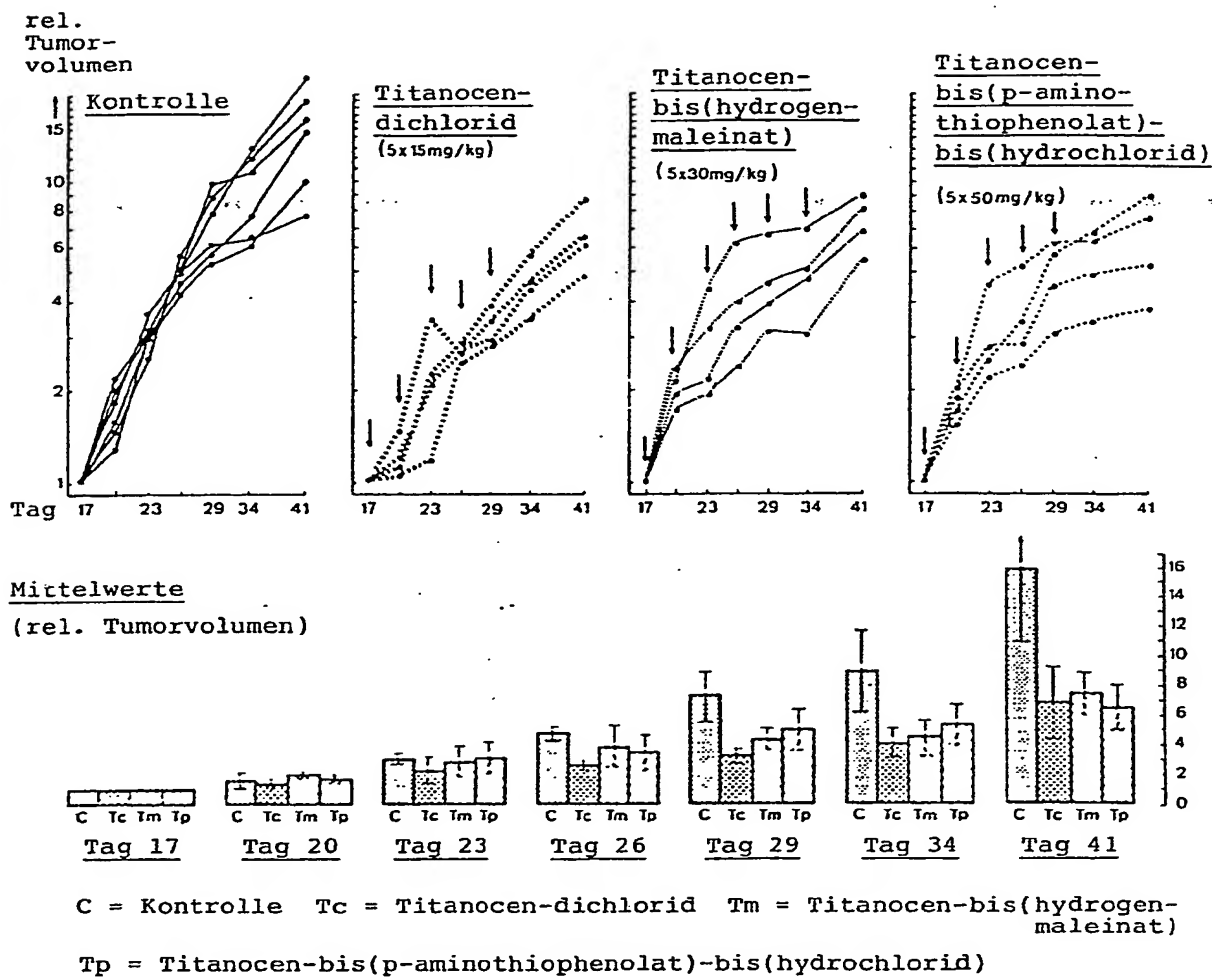 rel.
Tumor-
volumen
Kontrolle
Titanocen-
dichlorid
(5x15mg/kg)
Titanocen-
bis(hydrogen-
maleinat)
(5x30mg/kg)
Titanocen-
bis(p-amino-
thiophenolat)-
bis(hydrochlorid)
(5x50mg/kg)
15
10
8
6
4
2
1
Tag 17 23 29 34 41
17 23 29 34 41
17 23 29 34 41
17 23 29 34 41
Mittelwerte
(rel. Tumorvolumen)
16
14
12
10
8
6
4
2
0
C Tc Tm Tp
C Tc Tm Tp
C Tc Tm Tp
C Tc Tm Tp
C Tc Tm Tp
C Tc Tm Tp
C Tc Tm Tp
Tag 17 Tag 20 Tag 23 Tag 26 Tag 29 Tag 34 Tag 41
C = Kontrolle Tc = Titanocen-dichlorid Tm = Titanocen-bis(hydrogen-
maleinat)
Tp = Titanocen-bis(p-aminothiophenolat)-bis(hydrochlorid)